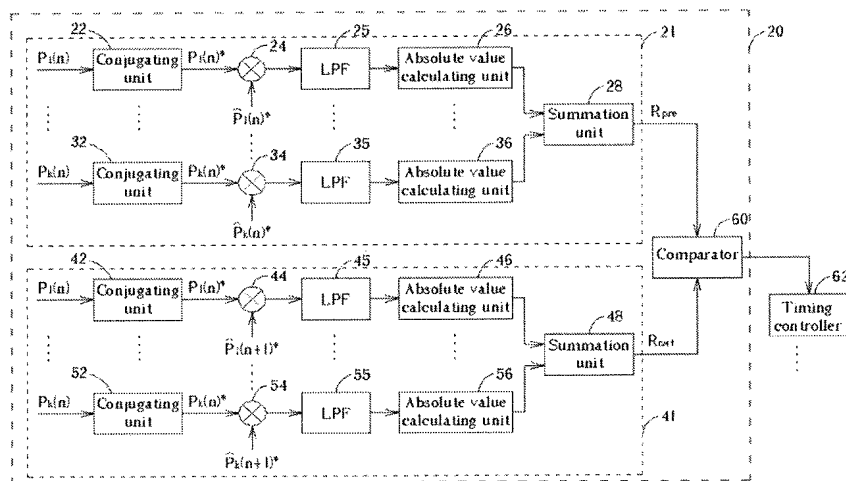 22 24 25 26 21 20
P₁(n) Conjugating unit P₁(n)* LPF Absolute value calculating unit
28
P̂₁(n)* Summation unit Rpre
32 34 35 36
Pk(n) Conjugating unit Pk(n)* LPF Absolute value calculating unit
P̂k(n)*
60
Comparator
42 44 45 46 62
P₁(n) Conjugating unit P₁(n)* LPF Absolute value calculating unit Timing controller
48
P̂₁(n+1)* Summation unit
52 54 55 56
Pk(n) Conjugating unit Pk(n)* LPF Absolute value calculating unit
41
P̂k(n+1)*